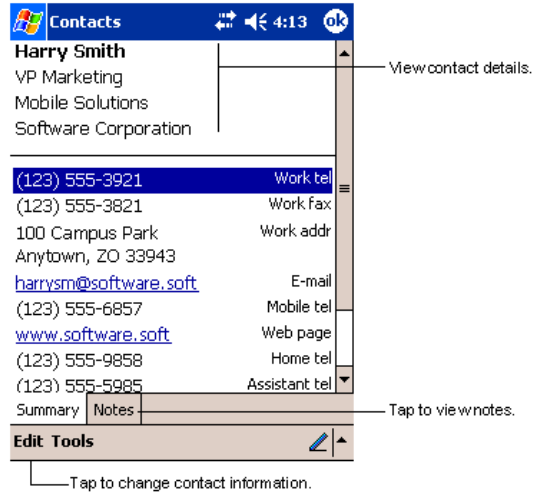 Contacts 4:13 ok
Harry Smith
VP Marketing
Mobile Solutions
Software Corporation
View contact details.
(123) 555-3921 Work tel
(123) 555-3821 Work fax
100 Campus Park Work addr
Anytown, ZO 33943
harrysm@software.soft E-mail
(123) 555-6857 Mobile tel
www.software.soft Web page
(123) 555-9858 Home tel
(123) 555-5985 Assistant tel
Summary Notes
Tap to view notes.
Edit Tools
Tap to change contact information.